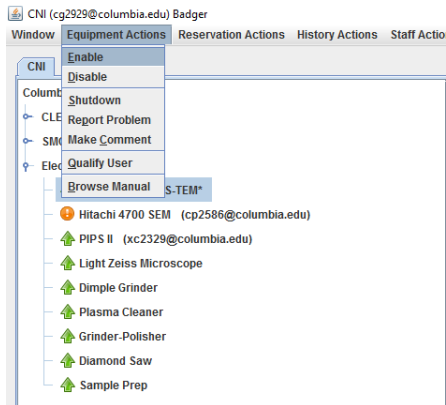 CNI (cg2929@columbia.edu) Badger
Window Equipment Actions Reservation Actions History Actions Staff Actio
CNI
Enable
Disable
Columb
Shutdown
CLE
Report Problem
SMC
Make Comment
Elec
Qualify User
Browse Manual
S-TEM*
Hitachi 4700 SEM (cp2586@columbia.edu)
PIPS II (xc2329@columbia.edu)
Light Zeiss Microscope
Dimple Grinder
Plasma Cleaner
Grinder-Polisher
Diamond Saw
Sample Prep